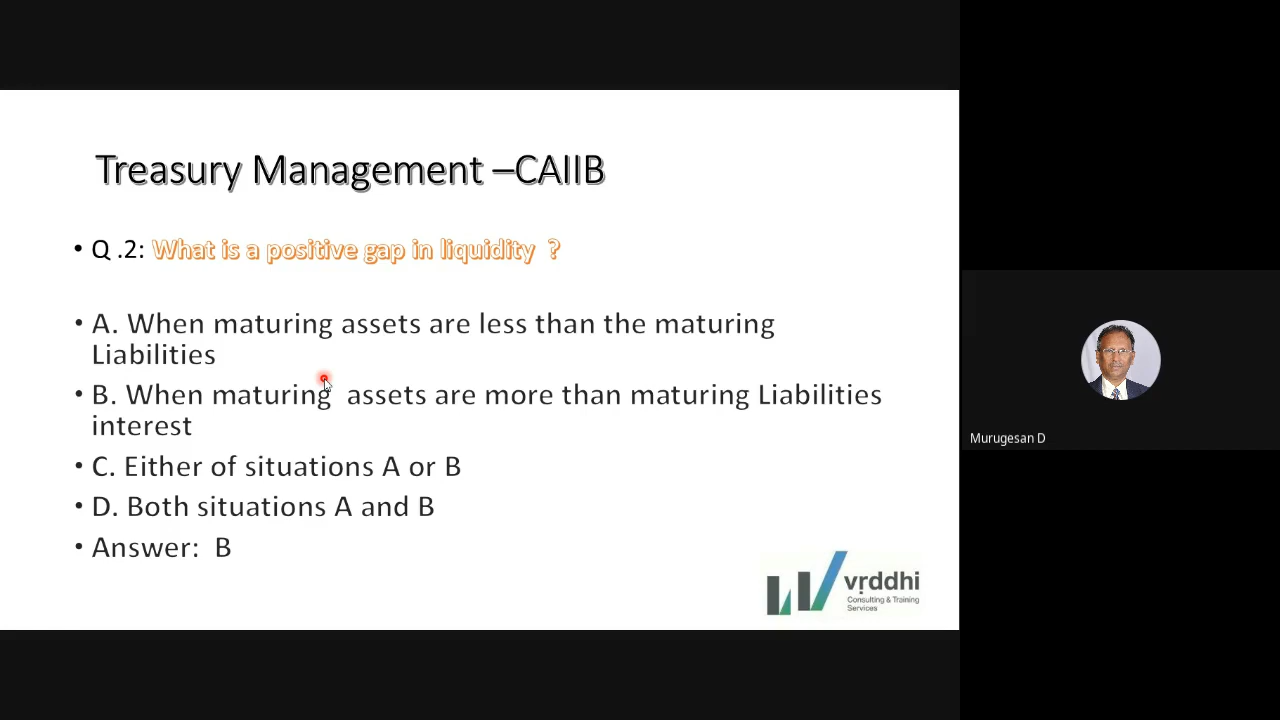 Treasury Management –CAIIB
• Q .2: What is a positive gap in liquidity ?
• A. When maturing assets are less than the maturing
Liabilities
• B. When maturing assets are more than maturing Liabilities
interest
• C. Either of situations A or B
• D. Both situations A and B
• Answer: B
vṛddhi
Consulting & Training
Services
Murugesan D